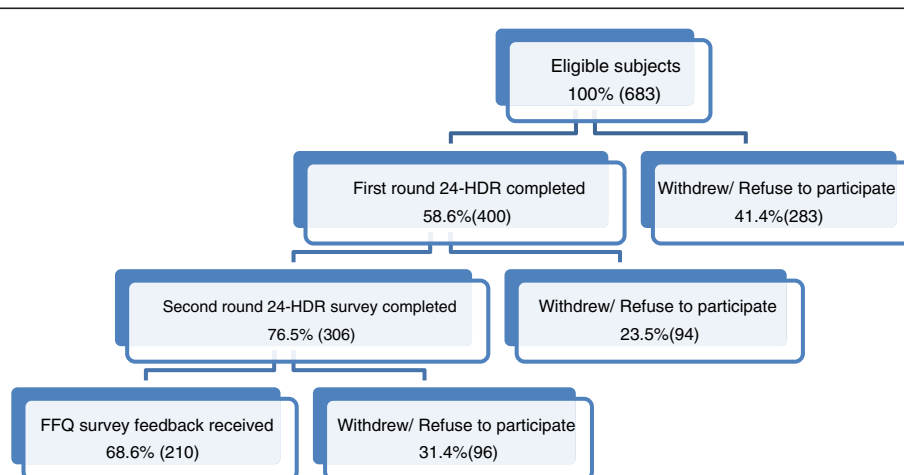 Eligible subjects
100% (683)
First round 24-HDR completed
58.6%(400)
Withdrew/ Refuse to participate
41.4%(283)
Second round 24-HDR survey completed
76.5% (306)
Withdrew/ Refuse to participate
23.5%(94)
FFQ survey feedback received
68.6% (210)
Withdrew/ Refuse to participate
31.4%(96)